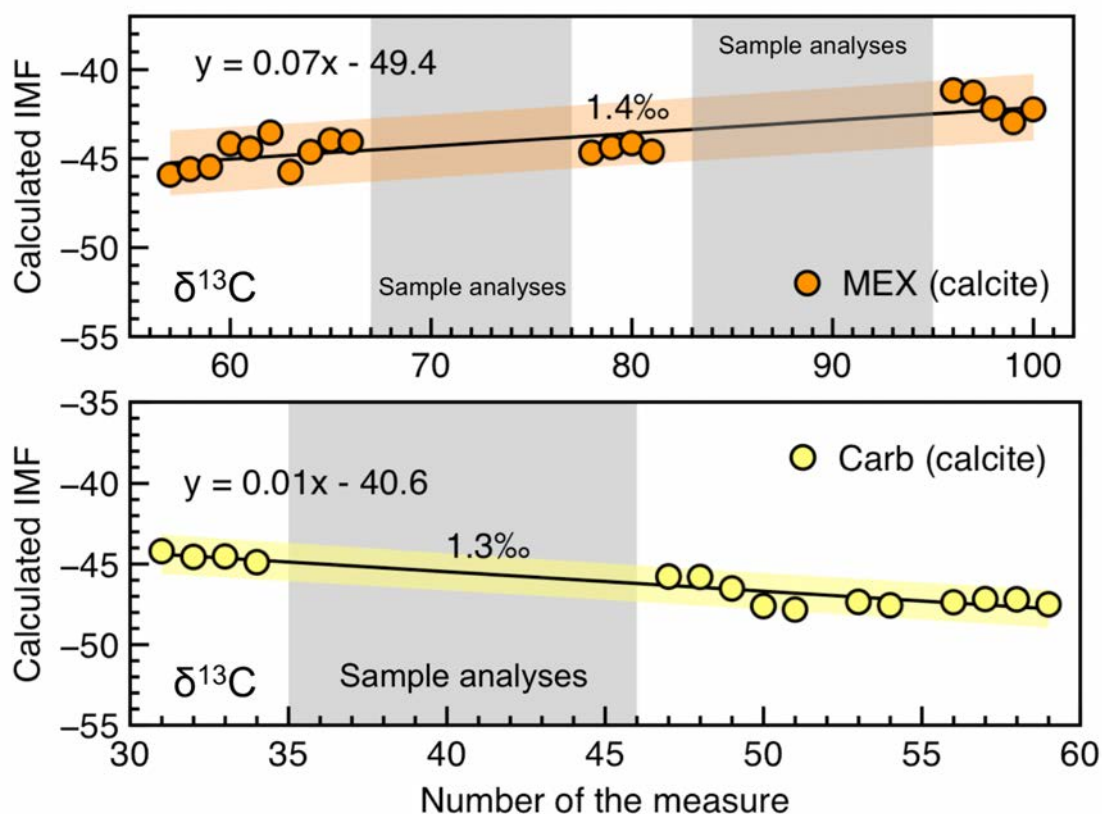 Calculated IMF
−40
−45
−50
−55
y = 0.07x - 49.4
Sample analyses
1.4‰
δ¹³C
Sample analyses
MEX (calcite)
60 70 80 90 100
Calculated IMF
−35
−40
−45
−50
−55
Carb (calcite)
y = 0.01x - 40.6
1.3‰
δ¹³C
Sample analyses
30 35 40 45 50 55 60
Number of the measure